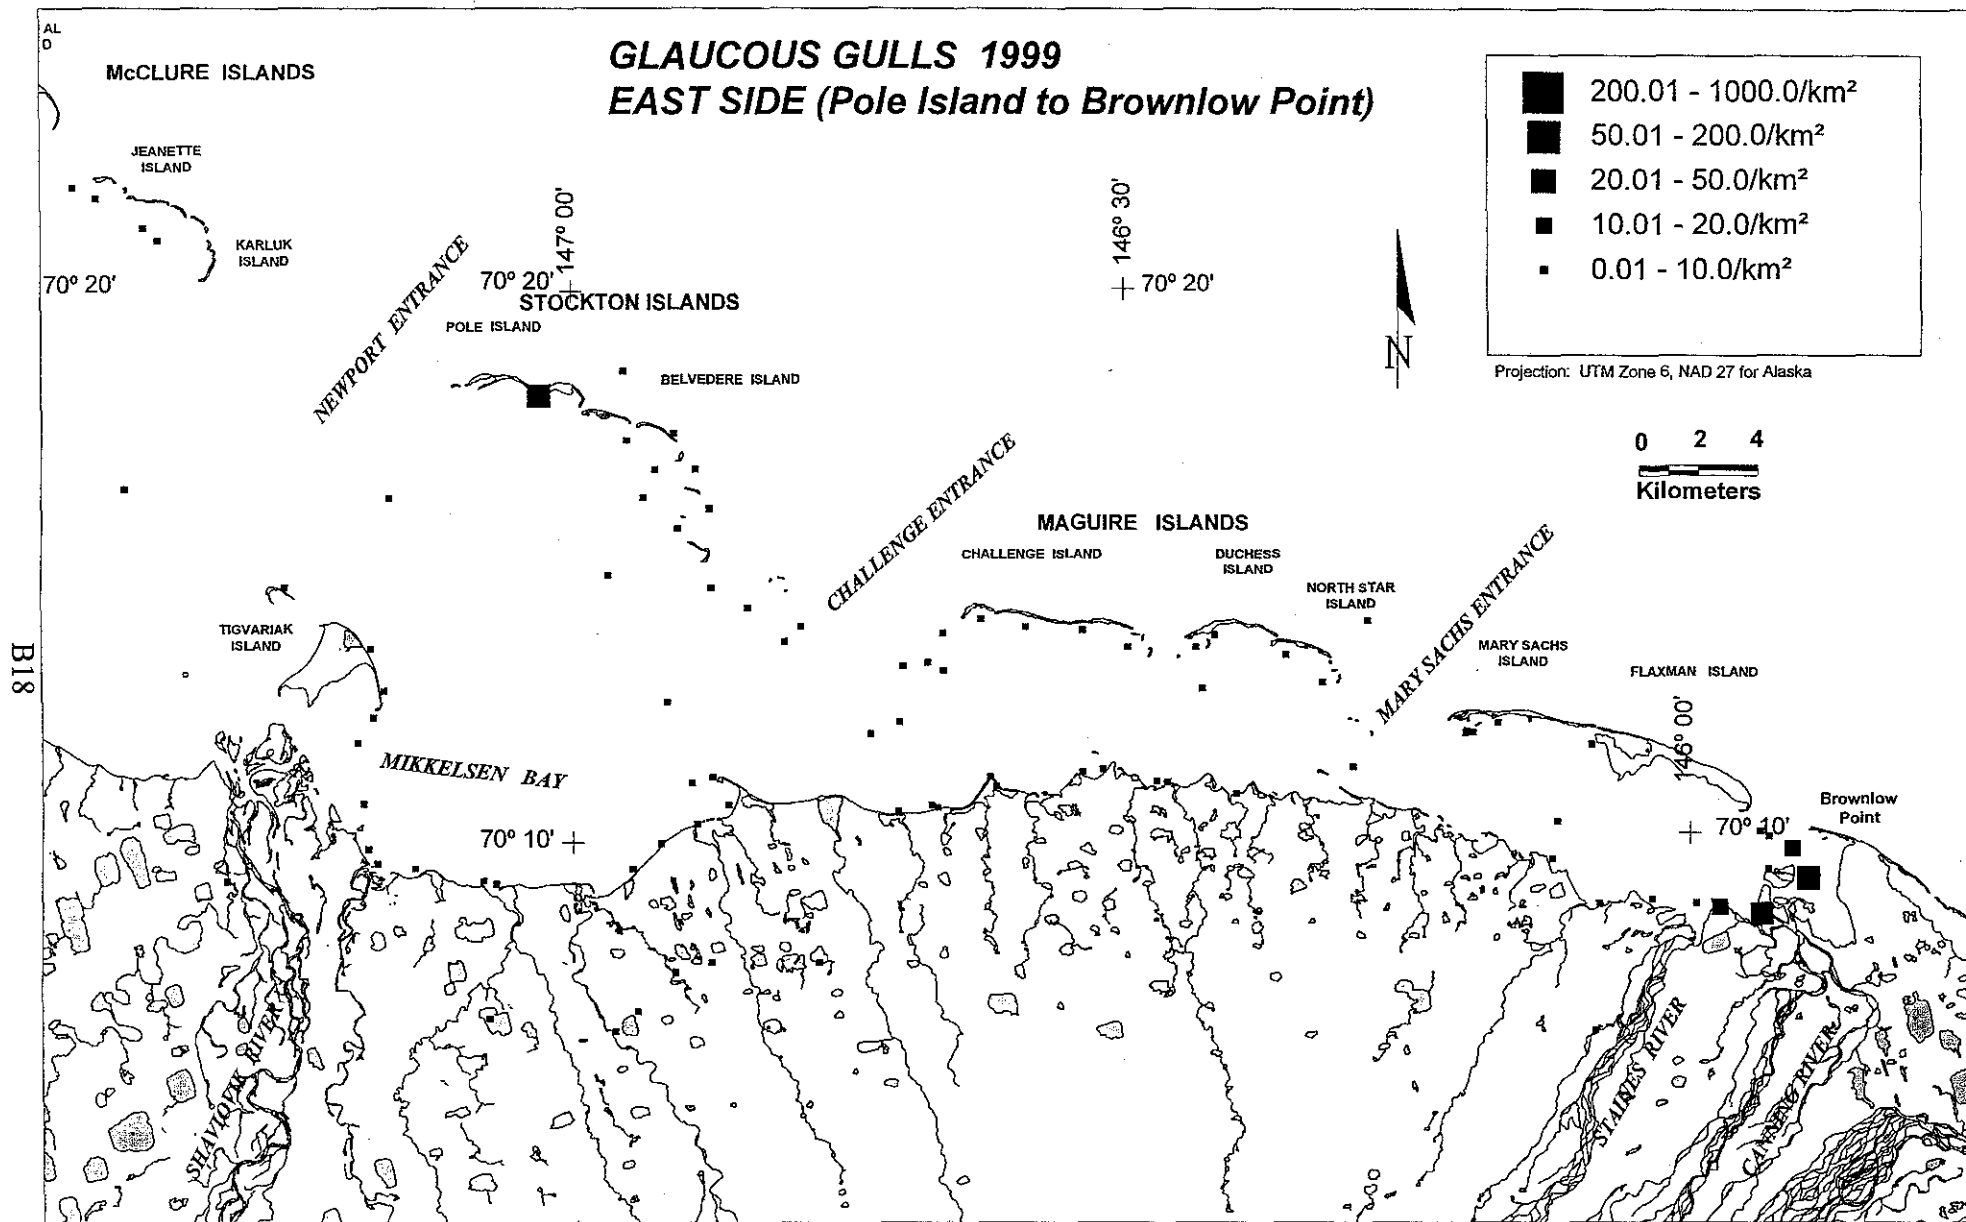 AL
D
McCLURE ISLANDS
GLAUCOUS GULLS 1999
EAST SIDE (Pole Island to Brownlow Point)
200.01 - 1000.0/km²
50.01 - 200.0/km²
20.01 - 50.0/km²
10.01 - 20.0/km²
0.01 - 10.0/km²
Projection: UTM Zone 6, NAD 27 for Alaska
JEANETTE
ISLAND
KARLUK
ISLAND
70° 20'
NEWPORT ENTRANCE
147° 00'
70° 20'
STOCKTON ISLANDS
POLE ISLAND
BELVEDERE ISLAND
146° 30'
70° 20'
N
0 2 4
Kilometers
CHALLENGE ENTRANCE
MAGUIRE ISLANDS
CHALLENGE ISLAND
DUCHESS
ISLAND
NORTH STAR
ISLAND
MARY SACHS ENTRANCE
MARY SACHS
ISLAND
FLAXMAN ISLAND
146° 00'
TIGVARIAK
ISLAND
B18
MIKKELSEN BAY
70° 10'
70° 10'
Brownlow
Point
SHAVIOVIK
RIVER
STAINES RIVER
CANNING RIVER